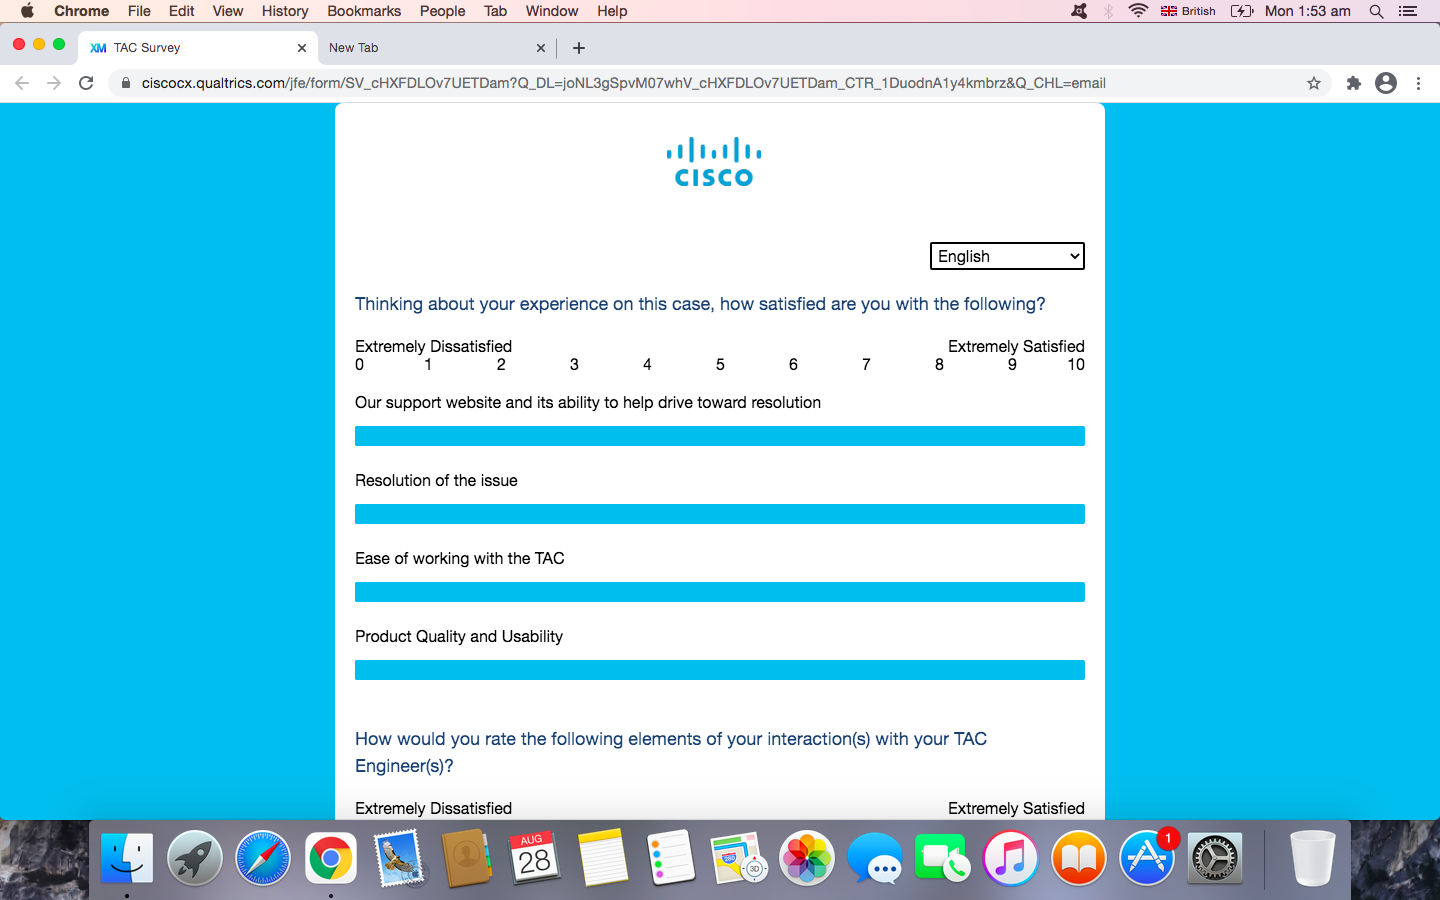 Chrome File Edit View History Bookmarks People Tab Window Help British Mon 1:53 am
XM TAC Survey New Tab
ciscocx.qualtrics.com/jfe/form/SV_cHXFDLOv7UETDam?Q_DL=joNL3gSpvM07whV_cHXFDLOv7UETDam_CTR_1DuodnA1y4kmbrz&Q_CHL=email
CISCO
English
Thinking about your experience on this case, how satisfied are you with the following?
Extremely Dissatisfied Extremely Satisfied
0 1 2 3 4 5 6 7 8 9 10
Our support website and its ability to help drive toward resolution
Resolution of the issue
Ease of working with the TAC
Product Quality and Usability
How would you rate the following elements of your interaction(s) with your TAC
Engineer(s)?
Extremely Dissatisfied Extremely Satisfied
AUG
28
280
3D
1